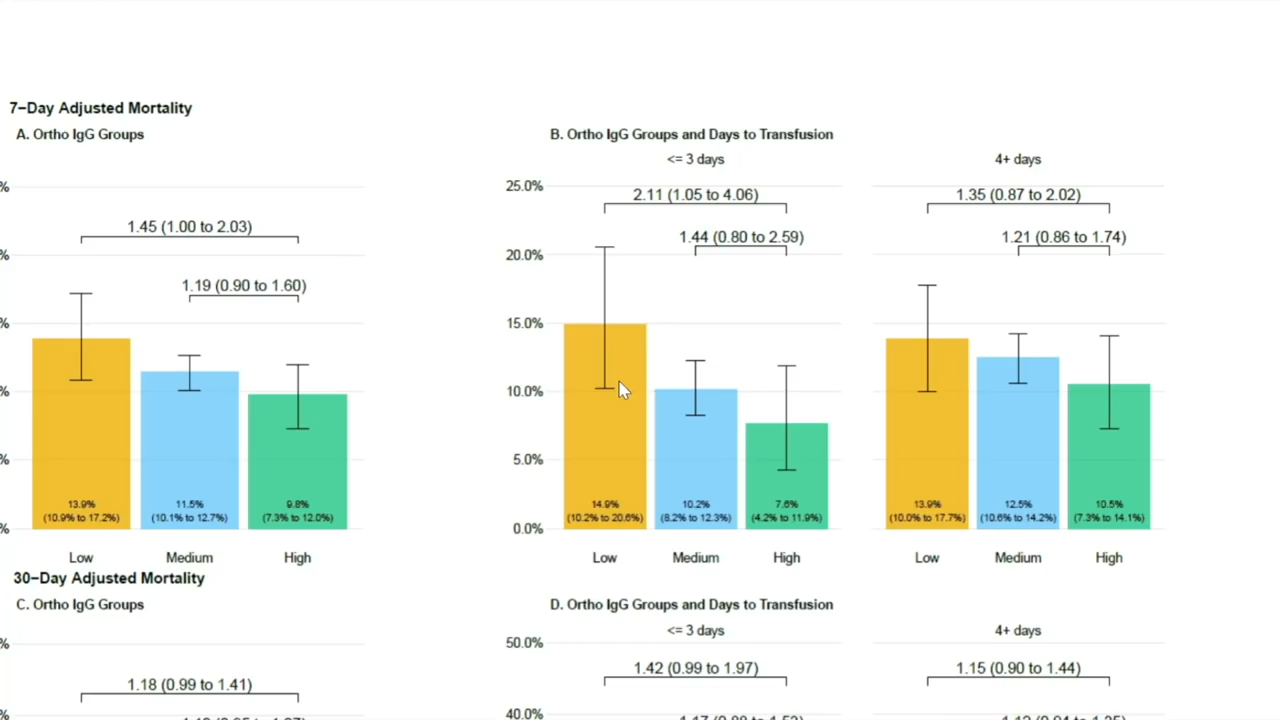 7−Day Adjusted Mortality
A. Ortho IgG Groups
%
1.45 (1.00 to 2.03)
%
1.19 (0.90 to 1.60)
%
%
%
%
13.9%
(10.9% to 17.2%)
11.5%
(10.1% to 12.7%)
9.8%
(7.3% to 12.0%)
Low
Medium
High
B. Ortho IgG Groups and Days to Transfusion
<= 3 days
4+ days
25.0%
20.0%
15.0%
10.0%
5.0%
0.0%
2.11 (1.05 to 4.06)
1.44 (0.80 to 2.59)
14.9%
(10.2% to 20.6%)
10.2%
(8.2% to 12.3%)
7.6%
(4.2% to 11.9%)
Low
Medium
High
1.35 (0.87 to 2.02)
1.21 (0.86 to 1.74)
13.9%
(10.0% to 17.7%)
12.5%
(10.6% to 14.2%)
10.5%
(7.3% to 14.1%)
Low
Medium
High
30−Day Adjusted Mortality
C. Ortho IgG Groups
%
1.18 (0.99 to 1.41)
%
D. Ortho IgG Groups and Days to Transfusion
<= 3 days
4+ days
50.0%
40.0%
1.42 (0.99 to 1.97)
1.15 (0.90 to 1.44)